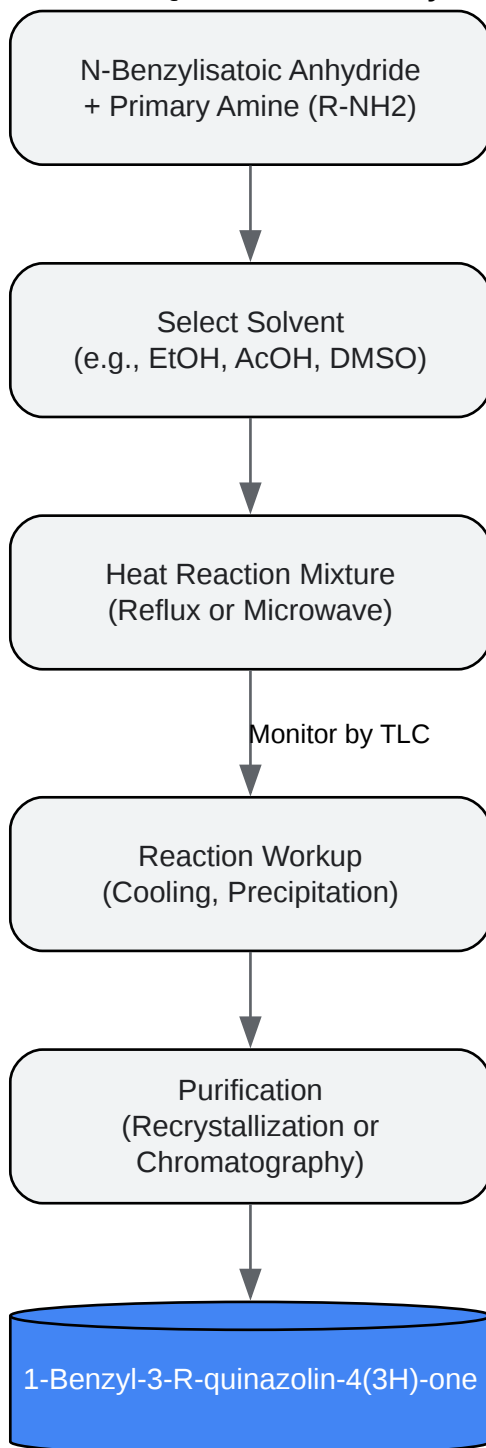 N-Benzylisatoic Anhydride
+ Primary Amine (R-NH2)
Select Solvent
(e.g., EtOH, AcOH, DMSO)
Heat Reaction Mixture
(Reflux or Microwave)
Monitor by TLC
Reaction Workup
(Cooling, Precipitation)
Purification
(Recrystallization or
Chromatography)
1-Benzyl-3-R-quinazolin-4(3H)-one